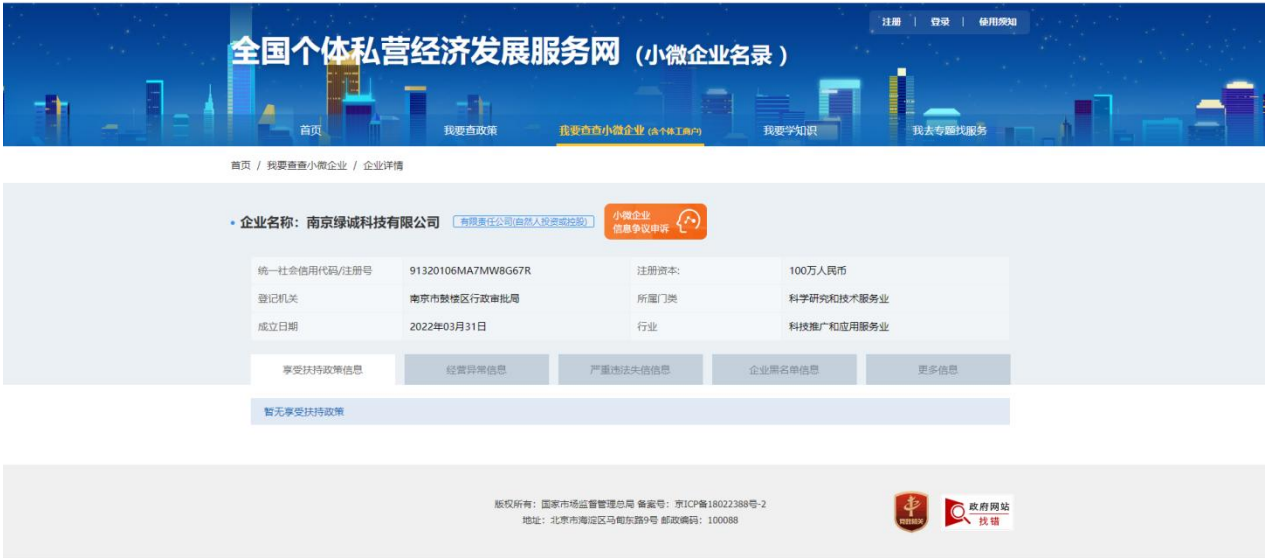 注册 | 登录 | 使用须知
全国个体私营经济发展服务网（小微企业名录）
首页 我要查政策 我要查查小微企业 (含个体工商户) 我要学知识 我去专题找服务
首页 / 我要查查小微企业 / 企业详情
企业名称：南京绿诚科技有限公司 有限责任公司(自然人投资或控股) 小微企业
信息争议申诉
统一社会信用代码/注册号 91320106MA7MW8G67R 注册资本: 100万人民币
登记机关 南京市鼓楼区行政审批局 所属门类 科学研究和技术服务业
成立日期 2022年03月31日 行业 科技推广和应用服务业
享受扶持政策信息 经营异常信息 严重违法失信信息 企业黑名单信息 更多信息
暂无享受扶持政策
版权所有：国家市场监督管理总局 备案号：京ICP备18022388号-2
地址：北京市海淀区马甸东路9号 邮政编码：100088
党政机关
政府网站
找错